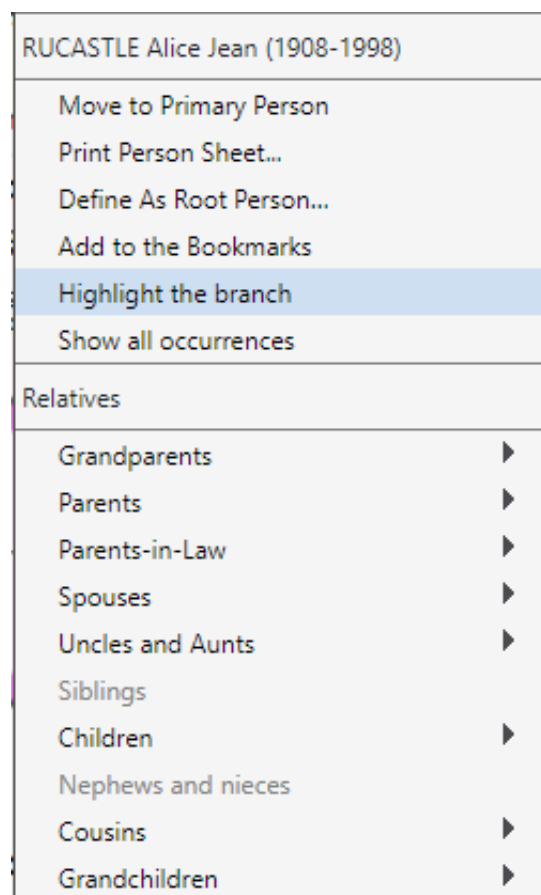 RUCASTLE Alice Jean (1908-1998)
Move to Primary Person
Print Person Sheet...
Define As Root Person...
Add to the Bookmarks
Highlight the branch
Show all occurrences
Relatives
Grandparents
Parents
Parents-in-Law
Spouses
Uncles and Aunts
Siblings
Children
Nephews and nieces
Cousins
Grandchildren